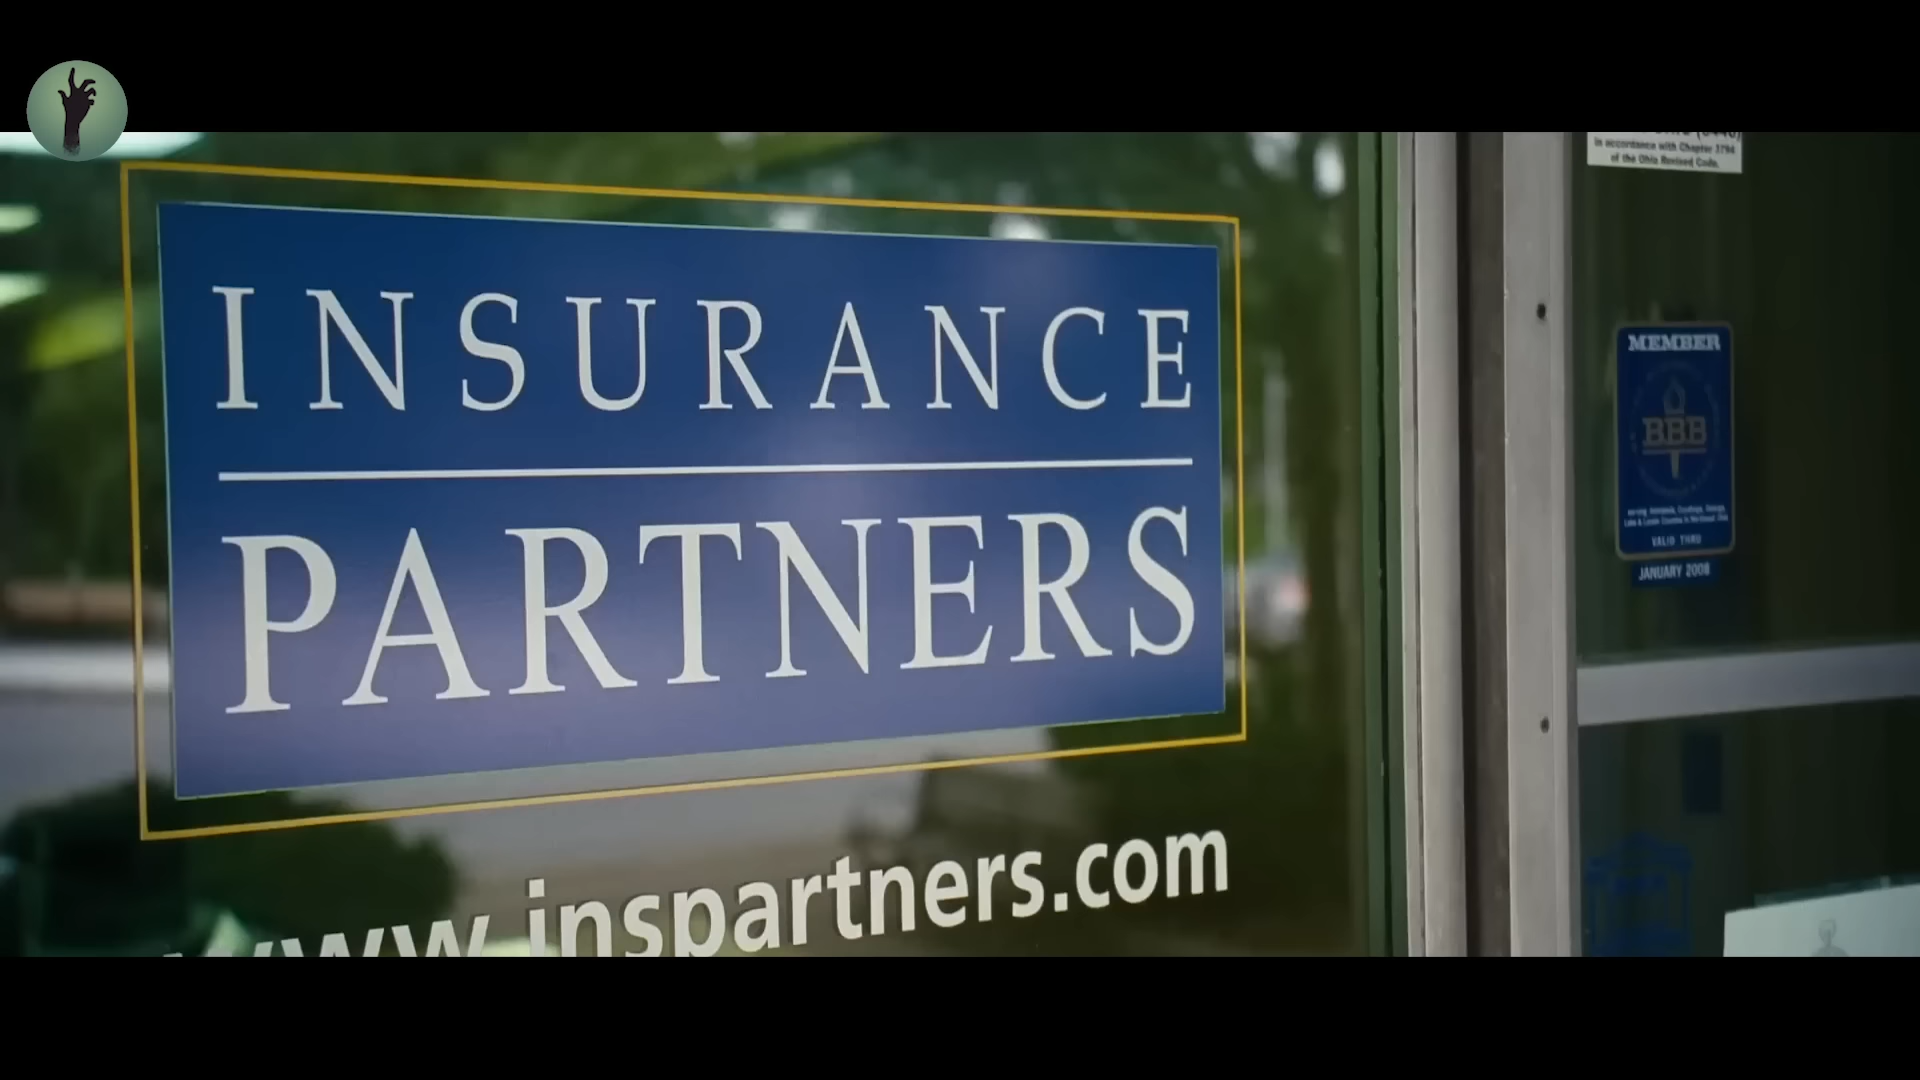 INSURANCE
PARTNERS
www.inspartners.com
in accordance with Chapter 3794
of the Ohio Revised Code.
MEMBER
BBB
VALID THRU
JANUARY 2008